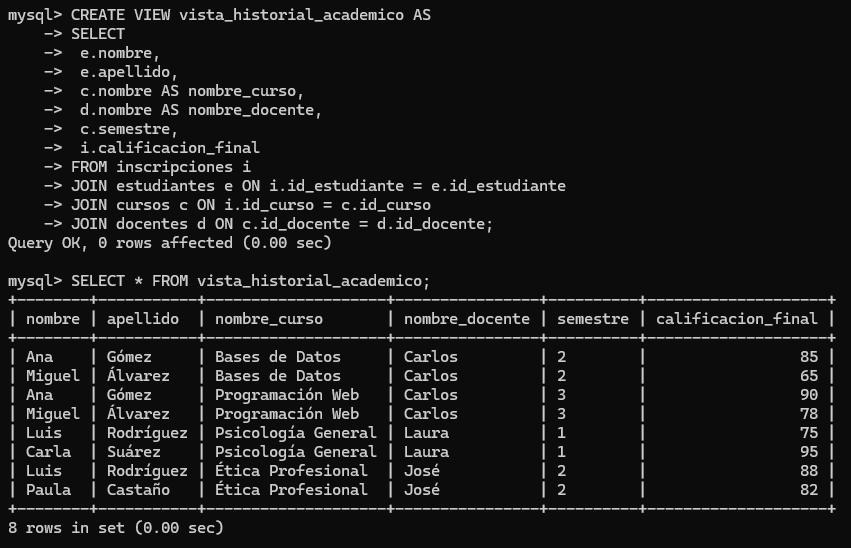 mysql> CREATE VIEW vista_historial_academico AS
    -> SELECT
    ->  e.nombre,
    ->  e.apellido,
    ->  c.nombre AS nombre_curso,
    ->  d.nombre AS nombre_docente,
    ->  c.semestre,
    ->  i.calificacion_final
    -> FROM inscripciones i
    -> JOIN estudiantes e ON i.id_estudiante = e.id_estudiante
    -> JOIN cursos c ON i.id_curso = c.id_curso
    -> JOIN docentes d ON c.id_docente = d.id_docente;
Query OK, 0 rows affected (0.00 sec)

mysql> SELECT * FROM vista_historial_academico;
+--------+-----------+--------------------+----------------+----------+--------------------+
| nombre | apellido  | nombre_curso       | nombre_docente | semestre | calificacion_final |
+--------+-----------+--------------------+----------------+----------+--------------------+
| Ana    | Gómez     | Bases de Datos     | Carlos         | 2        |                 85 |
| Miguel | Álvarez   | Bases de Datos     | Carlos         | 2        |                 65 |
| Ana    | Gómez     | Programación Web   | Carlos         | 3        |                 90 |
| Miguel | Álvarez   | Programación Web   | Carlos         | 3        |                 78 |
| Luis   | Rodríguez | Psicología General | Laura          | 1        |                 75 |
| Carla  | Suárez    | Psicología General | Laura          | 1        |                 95 |
| Luis   | Rodríguez | Ética Profesional  | José           | 2        |                 88 |
| Paula  | Castaño   | Ética Profesional  | José           | 2        |                 82 |
+--------+-----------+--------------------+----------------+----------+--------------------+
8 rows in set (0.00 sec)